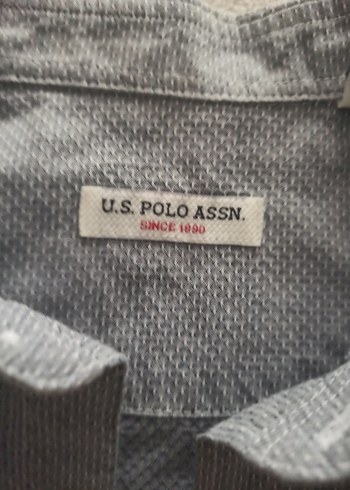 U.S. POLO ASSN.
SINCE 1890